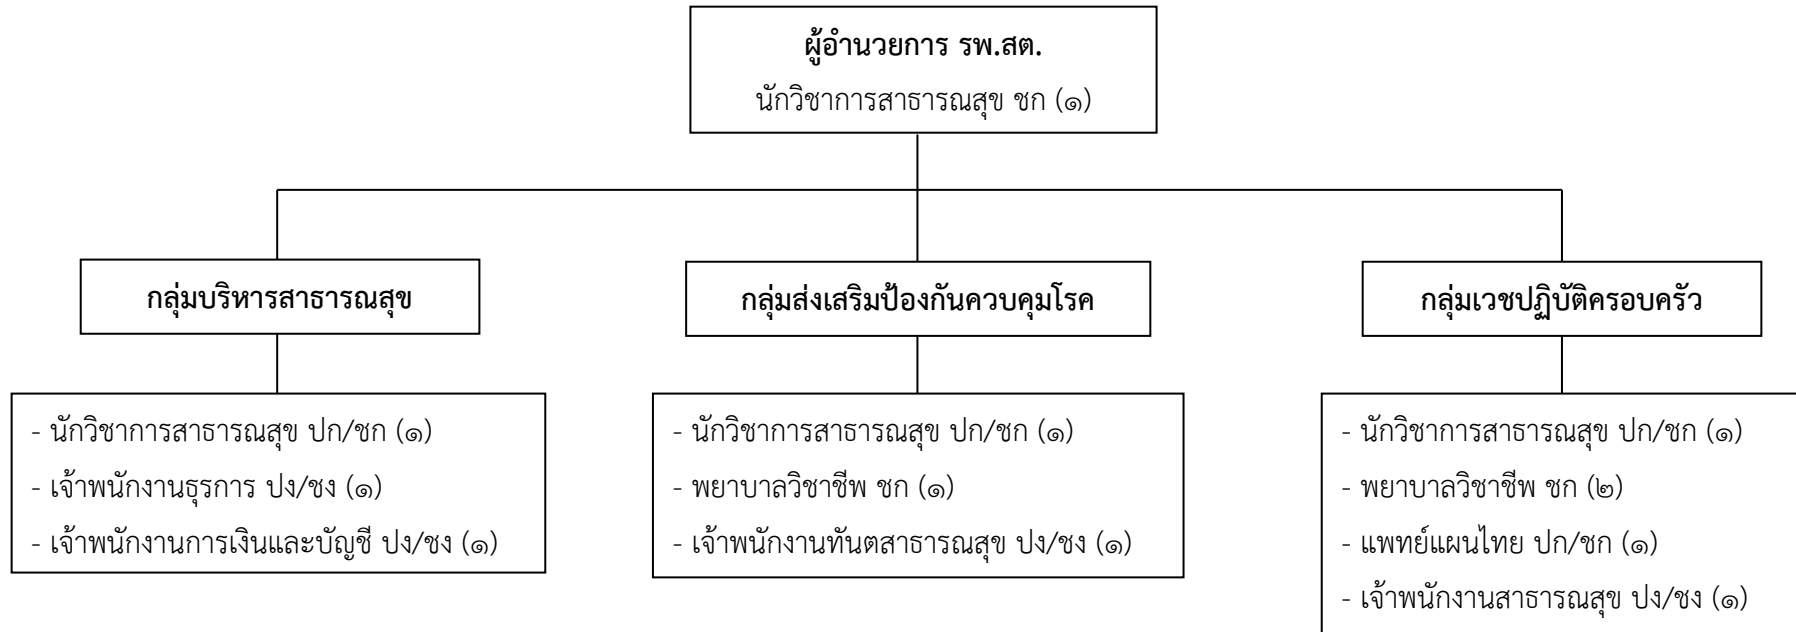 ผู้อำนวยการ รพ.สต.
นักวิชาการสาธารณสุข ชก (๑)
กลุ่มบริหารสาธารณสุข
กลุ่มส่งเสริมป้องกันควบคุมโรค
กลุ่มเวชปฏิบัติครอบครัว
- นักวิชาการสาธารณสุข ปก/ชก (๑)
- เจ้าพนักงานธุรการ ปง/ชง (๑)
- เจ้าพนักงานการเงินและบัญชี ปง/ชง (๑)
- นักวิชาการสาธารณสุข ปก/ชก (๑)
- พยาบาลวิชาชีพ ชก (๑)
- เจ้าพนักงานทันตสาธารณสุข ปง/ชง (๑)
- นักวิชาการสาธารณสุข ปก/ชก (๑)
- พยาบาลวิชาชีพ ชก (๒)
- แพทย์แผนไทย ปก/ชก (๑)
- เจ้าพนักงานสาธารณสุข ปง/ชง (๑)